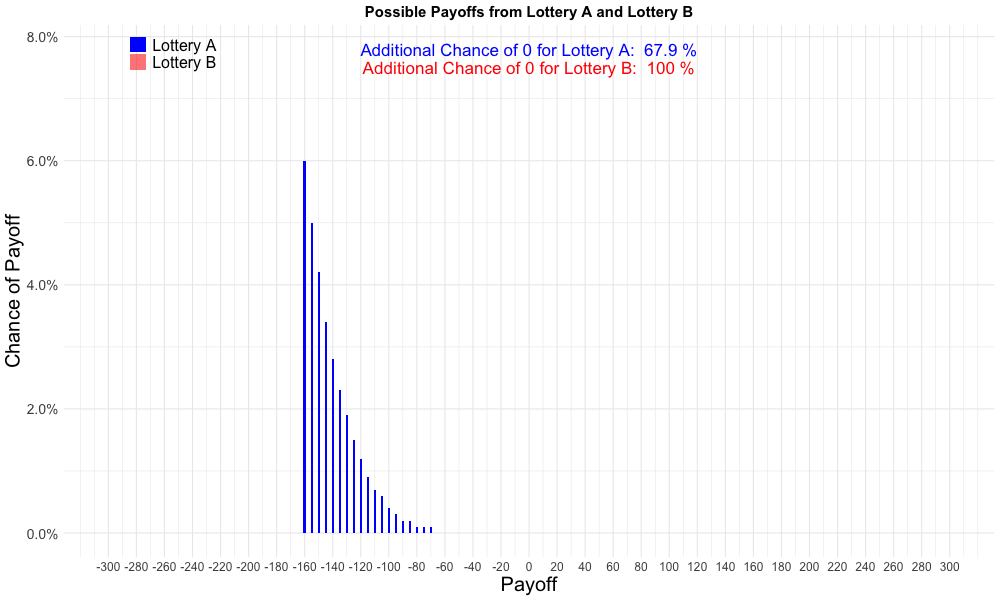 Possible Payoffs from Lottery A and Lottery B
8.0%
Lottery A
Additional Chance of 0 for Lottery A:  67.9 %
Lottery B
Additional Chance of 0 for Lottery B:  100 %
6.0%
Chance of Payoff
4.0%
2.0%
0.0%
-300 -280 -260 -240 -220 -200 -180 -160 -140 -120 -100 -80 -60 -40 -20 0 20 40 60 80 100 120 140 160 180 200 220 240 260 280 300
Payoff